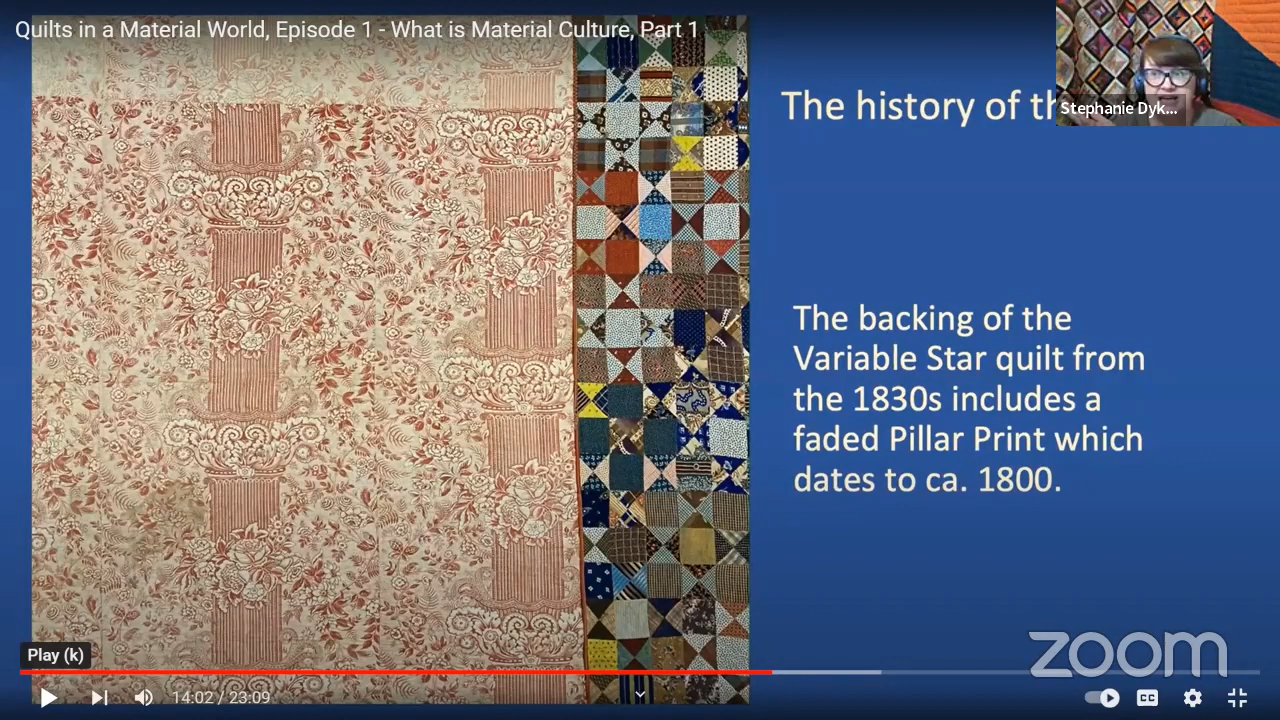 Quilts in a Material World, Episode 1 - What is Material Culture, Part 1
The history of th
Stephanie Dyk...
The backing of the
Variable Star quilt from
the 1830s includes a
faded Pillar Print which
dates to ca. 1800.
zoom
Play (k)
14:02 / 23:09
CC